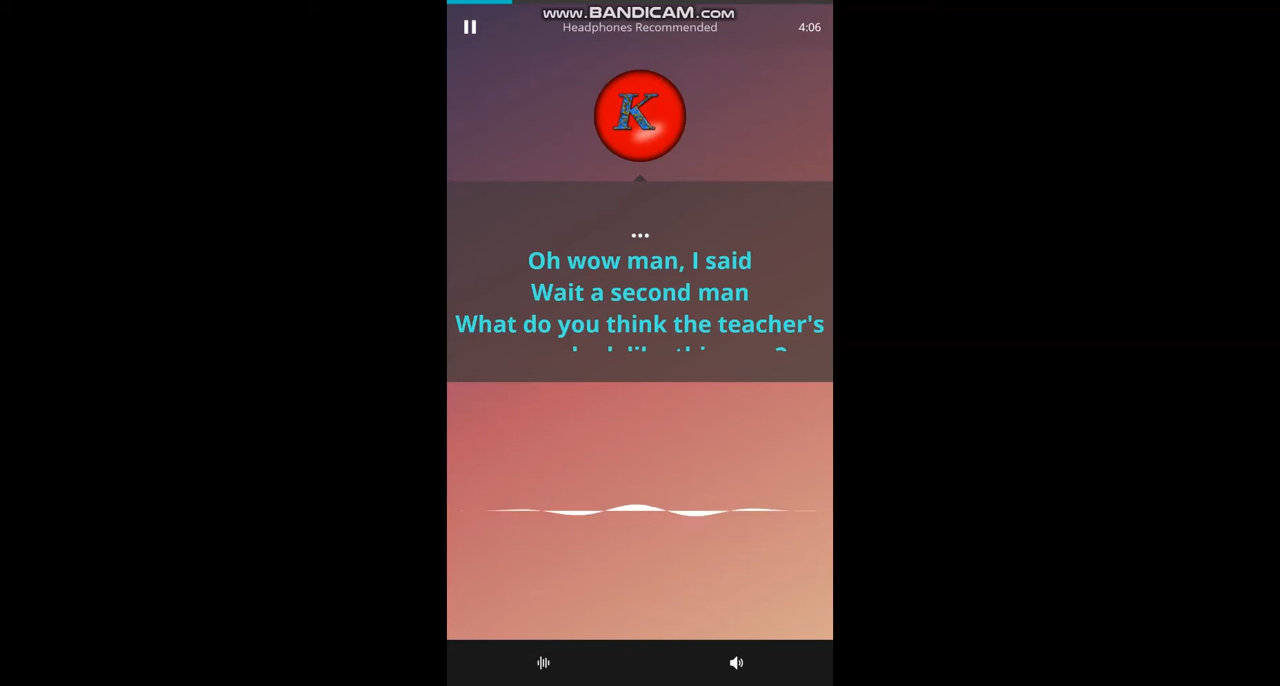 www.BANDICAM.com
Headphones Recommended
4:06
K
...
Oh wow man, I said
Wait a second man
What do you think the teacher's